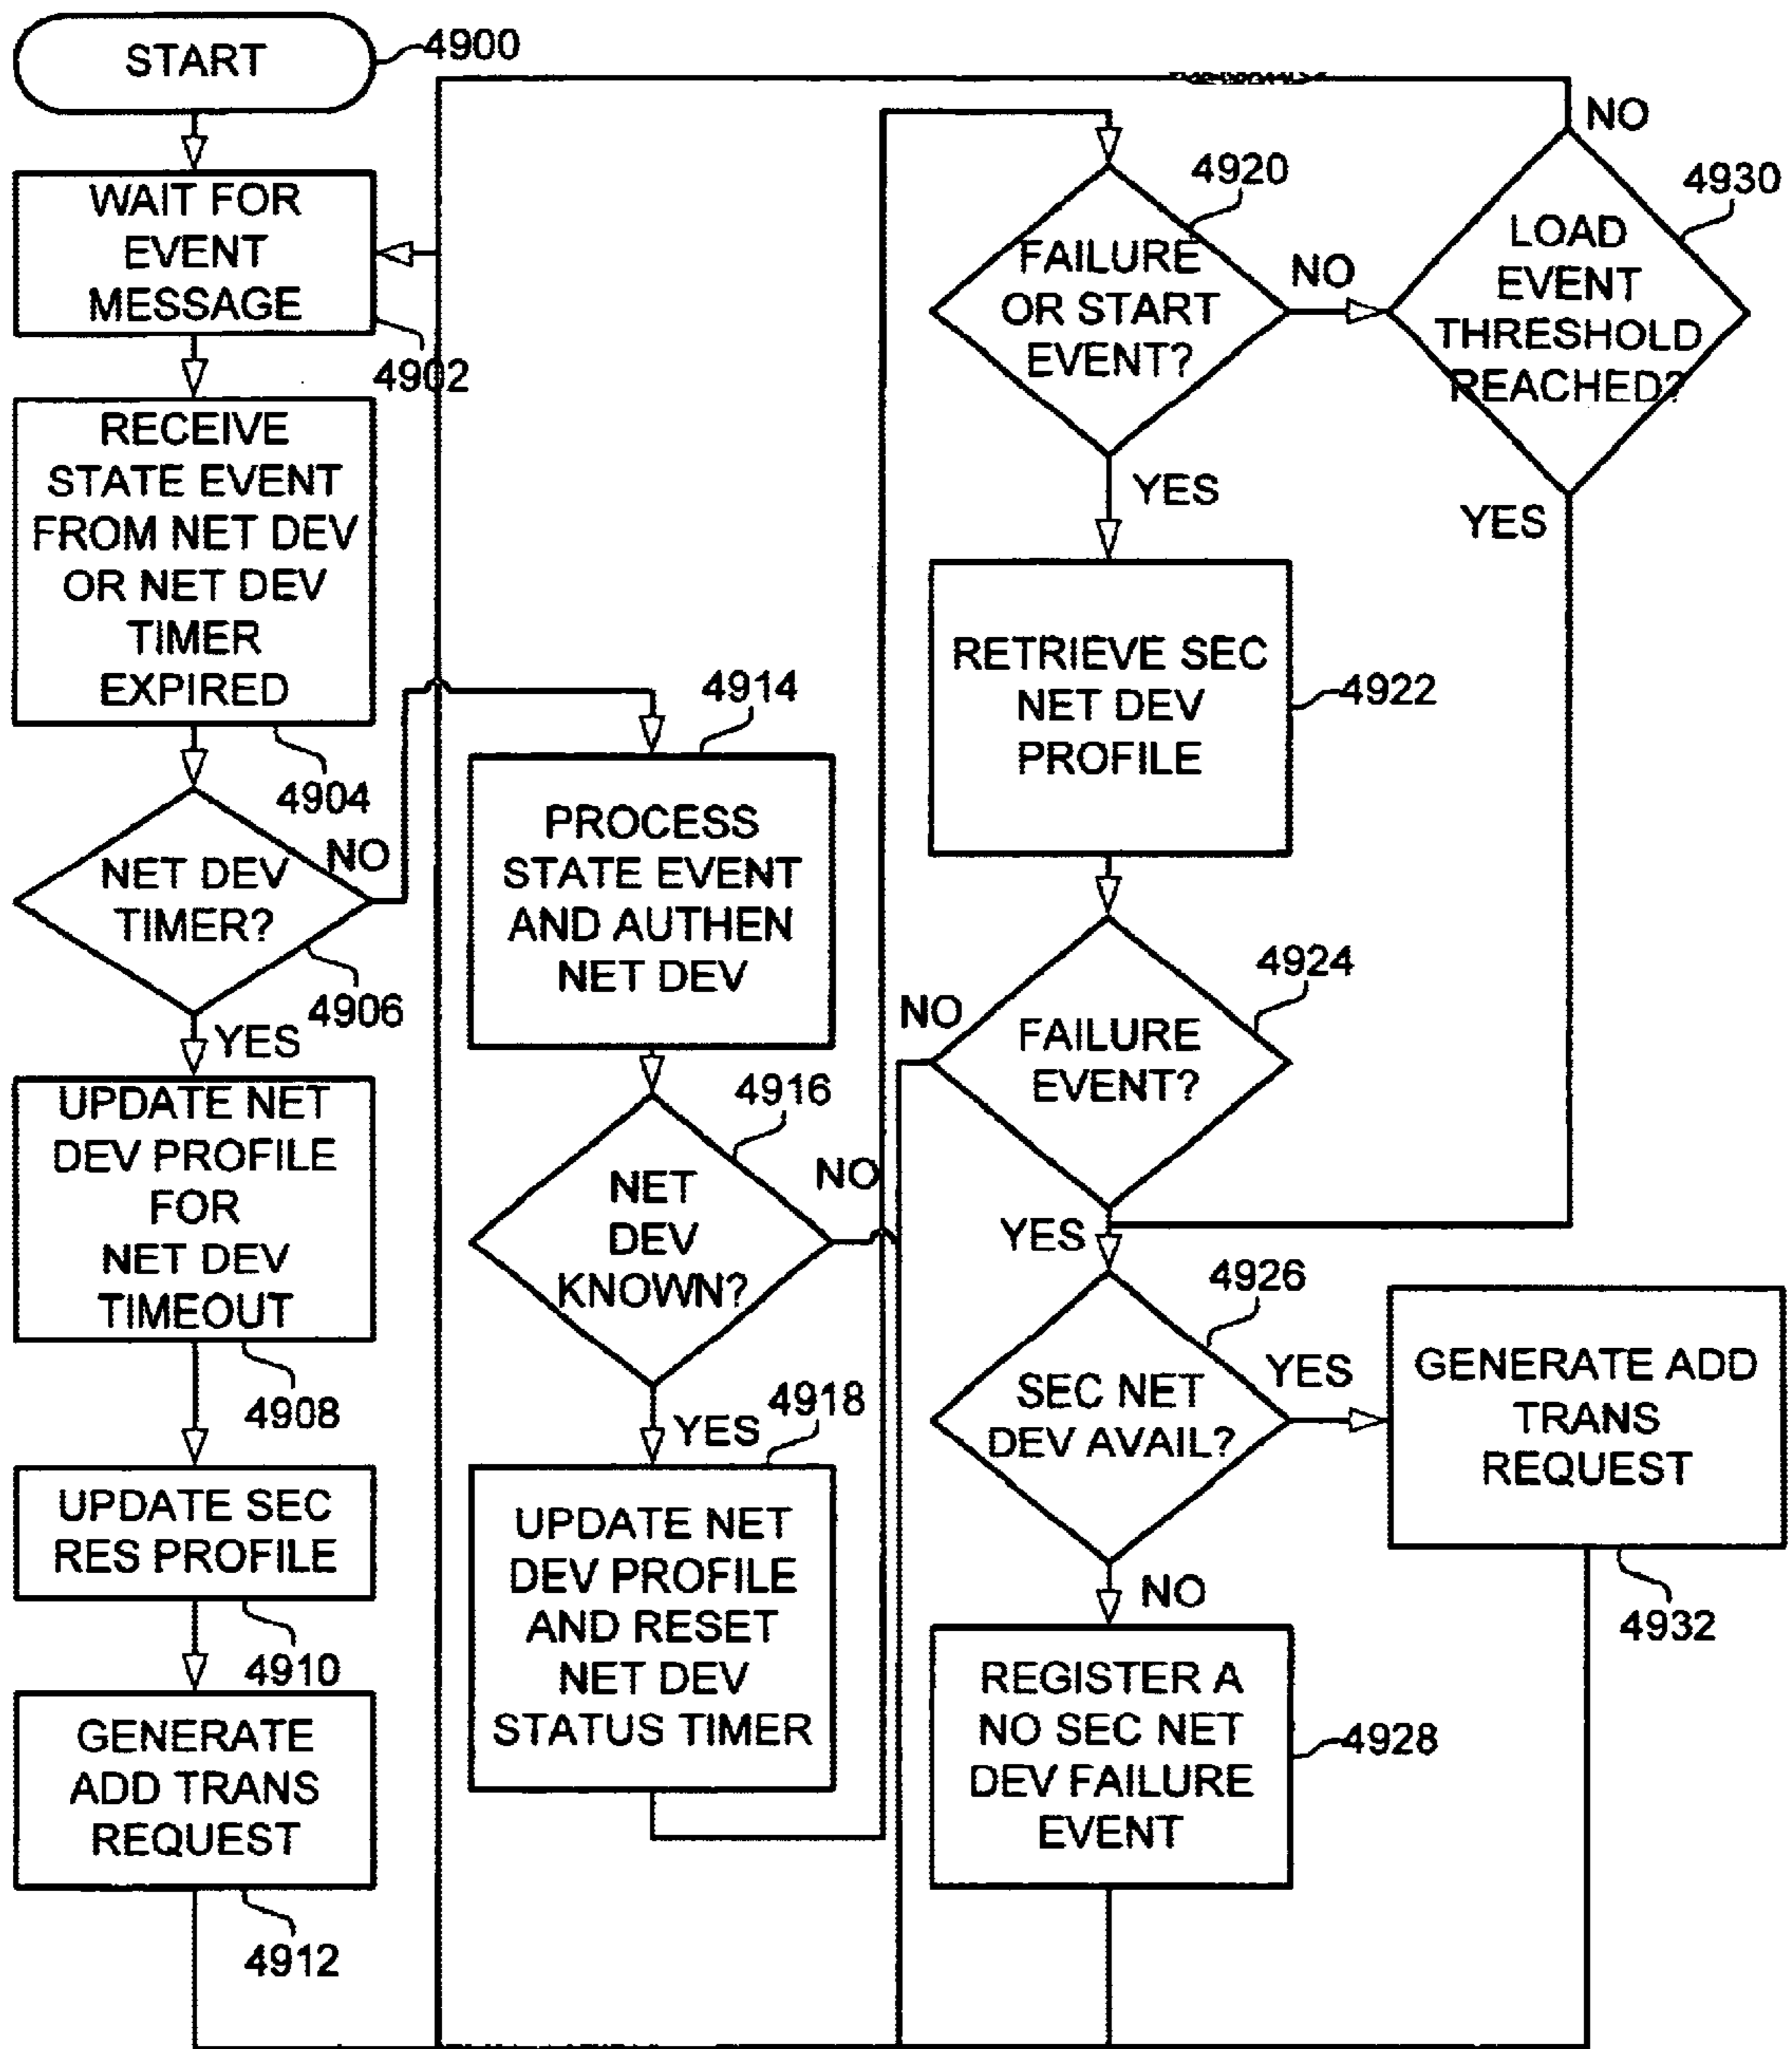 START
4900
WAIT FOR
EVENT
MESSAGE
4902
RECEIVE
STATE EVENT
FROM NET DEV
OR NET DEV
TIMER
EXPIRED
4904
NET DEV
TIMER?
NO
4906
YES
UPDATE NET
DEV PROFILE
FOR
NET DEV
TIMEOUT
4908
UPDATE SEC
RES PROFILE
4910
GENERATE
ADD TRANS
REQUEST
4912
4914
PROCESS
STATE EVENT
AND AUTHEN
NET DEV
4916
NET
DEV
KNOWN?
NO
YES
4918
UPDATE NET
DEV PROFILE
AND RESET
NET DEV
STATUS TIMER
4920
FAILURE
OR START
EVENT?
NO
YES
RETRIEVE SEC
NET DEV
PROFILE
4922
4924
FAILURE
EVENT?
NO
YES
4926
SEC NET
DEV AVAIL?
YES
NO
REGISTER A
NO SEC NET
DEV FAILURE
EVENT
4928
NO
4930
LOAD
EVENT
THRESHOLD
REACHED?
YES
GENERATE ADD
TRANS
REQUEST
4932